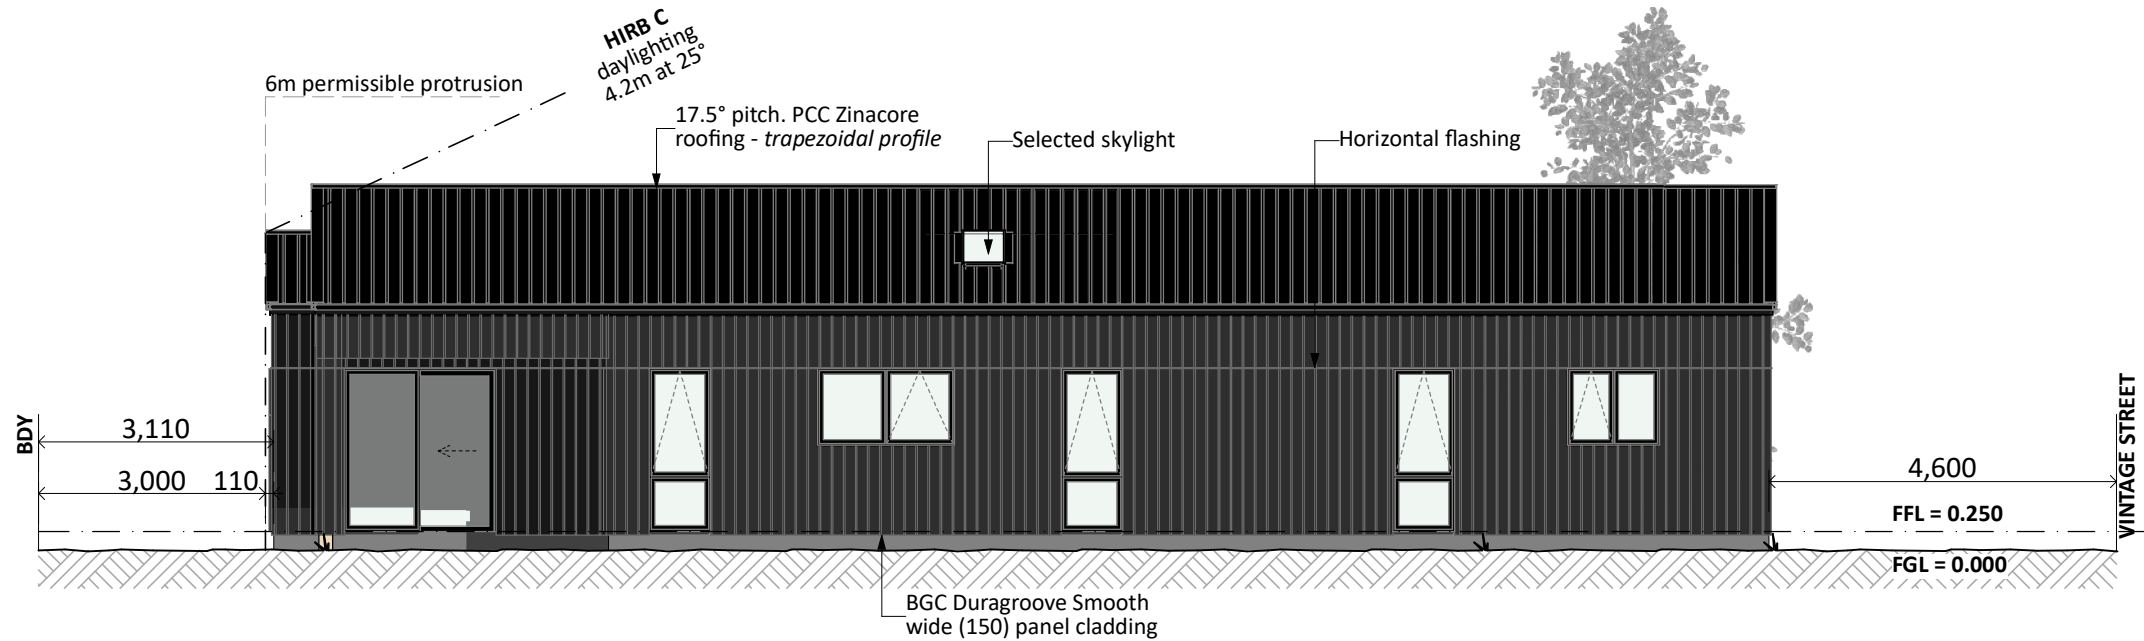 HIRB C
daylighting
4.2m at 25°
6m permissible protrusion
17.5° pitch. PCC Zinacore
roofing - trapezoidal profile
Selected skylight
Horizontal flashing
BDY
3,110
3,000
110
4,600
VINTAGE STREET
FFL = 0.250
FGL = 0.000
BGC Duragroove Smooth
wide (150) panel cladding